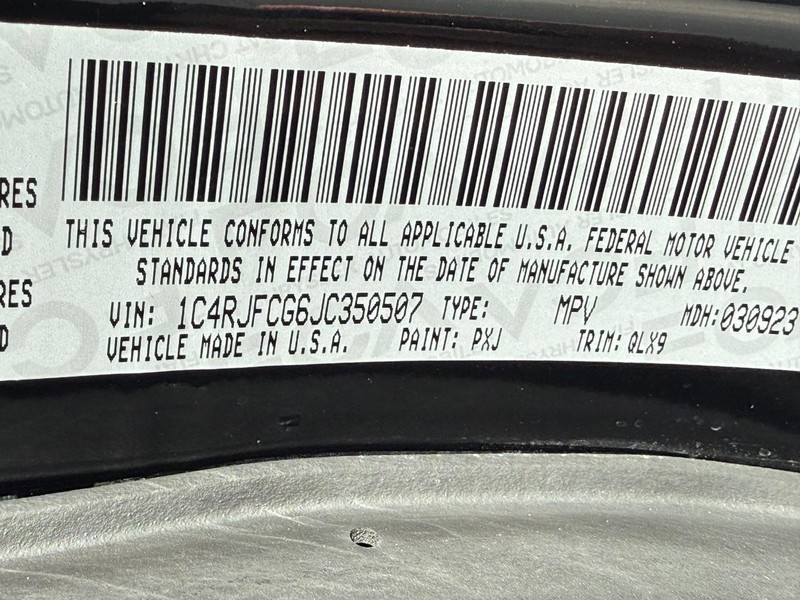 RES
D
RES
D
THIS VEHICLE CONFORMS TO ALL APPLICABLE U.S.A. FEDERAL MOTOR VEHICLE
STANDARDS IN EFFECT ON THE DATE OF MANUFACTURE SHOWN ABOVE.
VIN: 1C4RJFCG6JC350507 TYPE: MPV MDH:030923
VEHICLE MADE IN U.S.A. PAINT: PXJ TRIM: QLX9